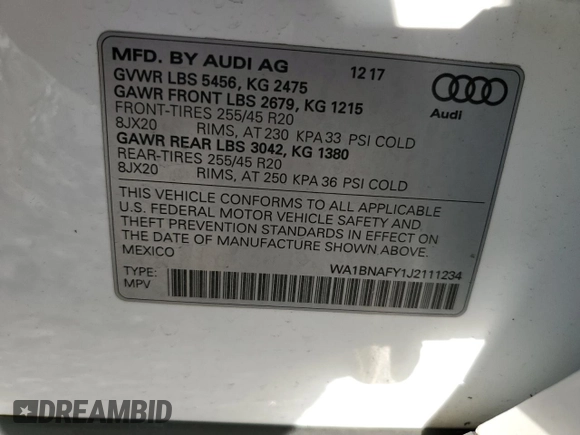 MFD. BY AUDI AG 12 17
GVWR LBS 5456, KG 2475
GAWR FRONT LBS 2679, KG 1215
FRONT-TIRES 255/45 R20
8JX20 RIMS, AT 230 KPA 33 PSI COLD
GAWR REAR LBS 3042, KG 1380
REAR-TIRES 255/45 R20
8JX20 RIMS, AT 250 KPA 36 PSI COLD
Audi
THIS VEHICLE CONFORMS TO ALL APPLICABLE
U.S. FEDERAL MOTOR VEHICLE SAFETY AND
THEFT PREVENTION STANDARDS IN EFFECT ON
THE DATE OF MANUFACTURE SHOWN ABOVE.
MEXICO
WA1BNAFY1J2111234
TYPE:
MPV
DREAMBID